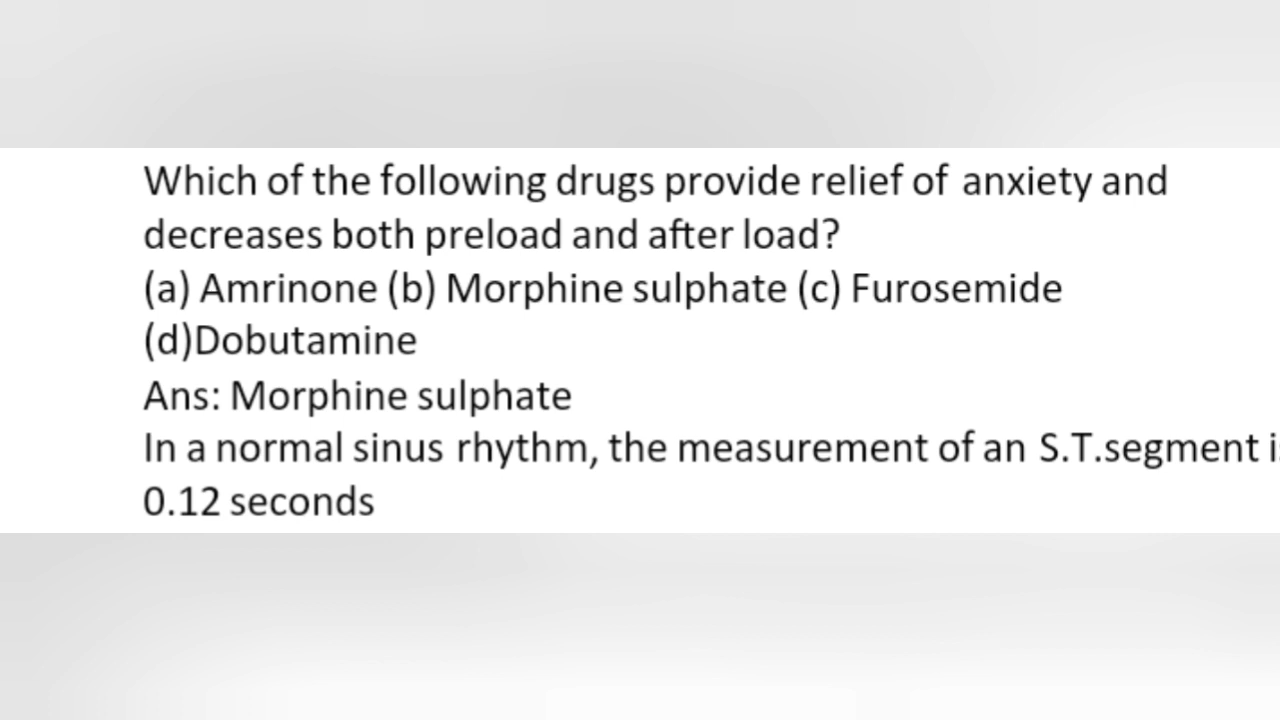 Which of the following drugs provide relief of anxiety and
decreases both preload and after load?
(a) Amrinone (b) Morphine sulphate (c) Furosemide
(d)Dobutamine
Ans: Morphine sulphate
In a normal sinus rhythm, the measurement of an S.T.segment
0.12 seconds